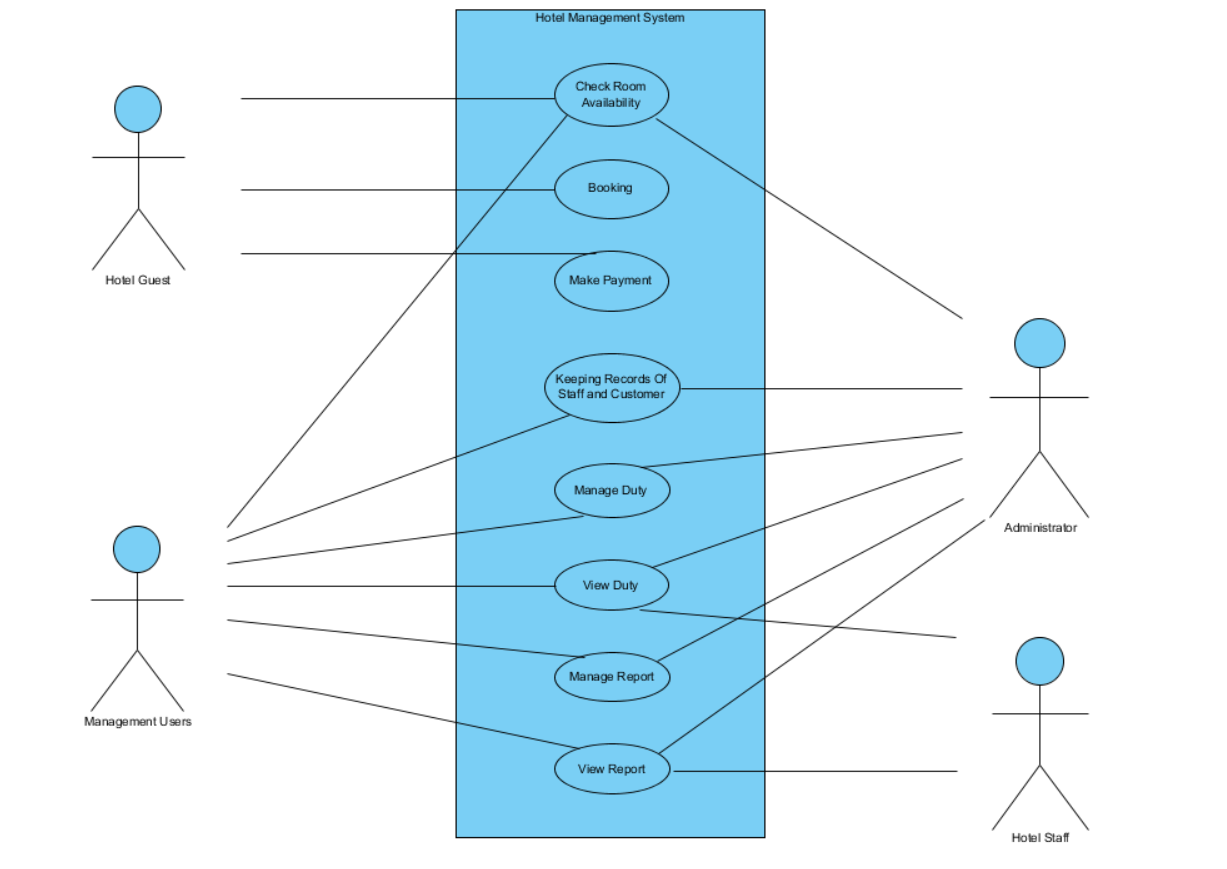 Hotel Management System
Check Room
Availability
Booking
Hotel Guest
Make Payment
Keeping Records Of
Staff and Customer
Manage Duty
Administrator
View Duty
Manage Report
Management Users
View Report
Hotel Staff